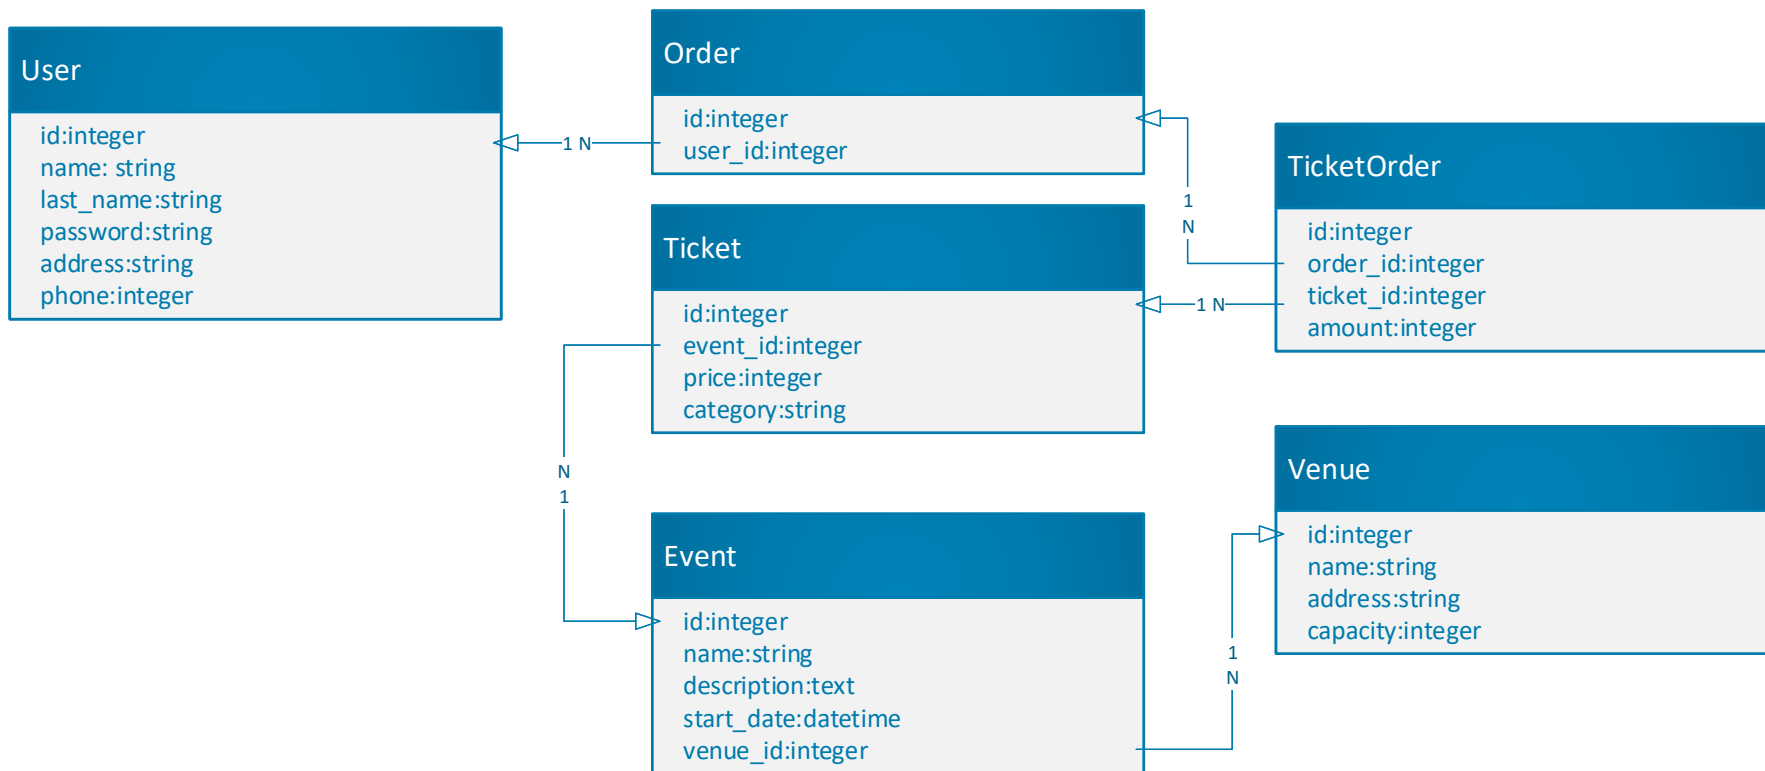 User
id:integer
name: string
last_name:string
password:string
address:string
phone:integer
1 N
Order
id:integer
user_id:integer
1
N
TicketOrder
id:integer
order_id:integer
ticket_id:integer
amount:integer
Ticket
id:integer
event_id:integer
price:integer
category:string
1 N
N
1
Event
id:integer
name:string
description:text
start_date:datetime
venue_id:integer
1
N
Venue
id:integer
name:string
address:string
capacity:integer